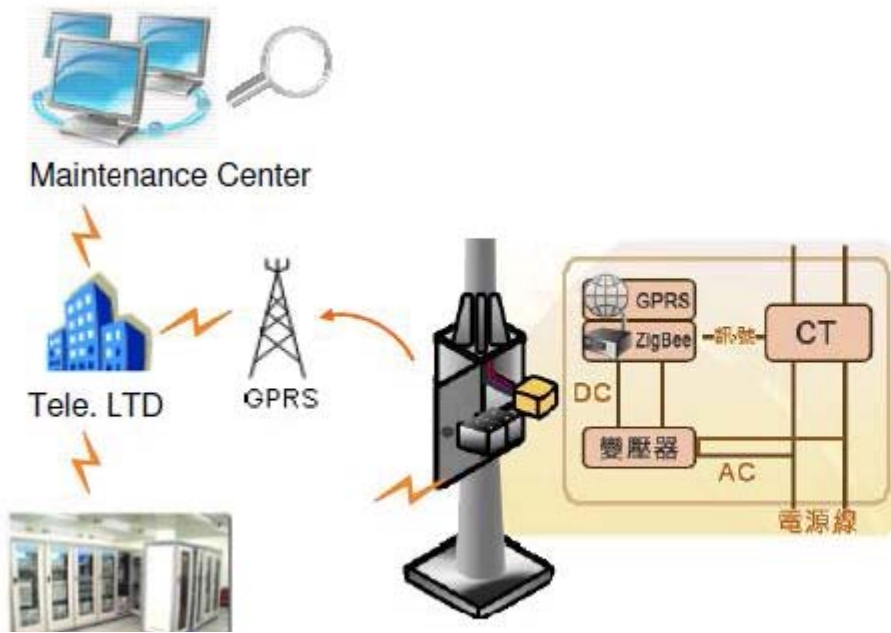 Maintenance Center
Tele. LTD
GPRS
GPRS
ZigBee
訊號
CT
DC
變壓器
AC
電源線